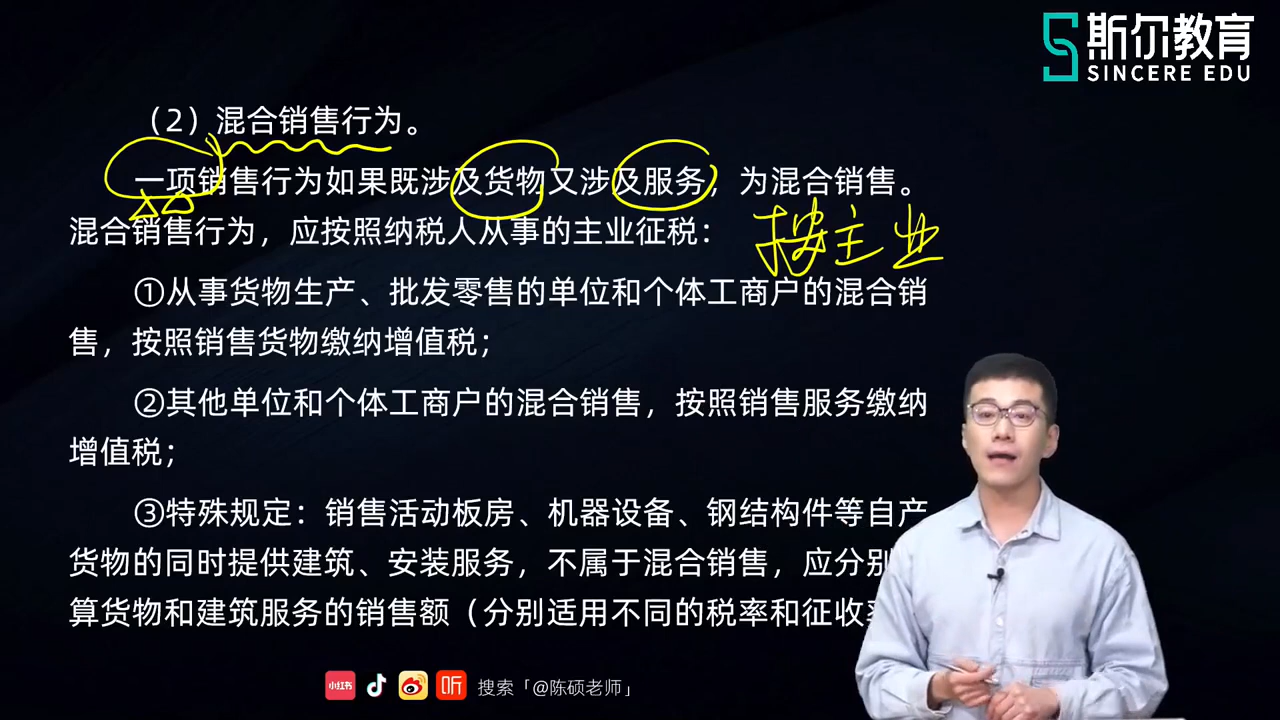 斯尔教育
SINCERE EDU
（2）混合销售行为。
一项销售行为如果既涉及货物又涉及服务，为混合销售。
混合销售行为，应按照纳税人从事的主业征税：
按主业
①从事货物生产、批发零售的单位和个体工商户的混合销
售，按照销售货物缴纳增值税；
②其他单位和个体工商户的混合销售，按照销售服务缴纳
增值税；
③特殊规定：销售活动板房、机器设备、钢结构件等自产
货物的同时提供建筑、安装服务，不属于混合销售，应分别
算货物和建筑服务的销售额（分别适用不同的税率和征收
小红书
听
搜索「@陈硕老师」